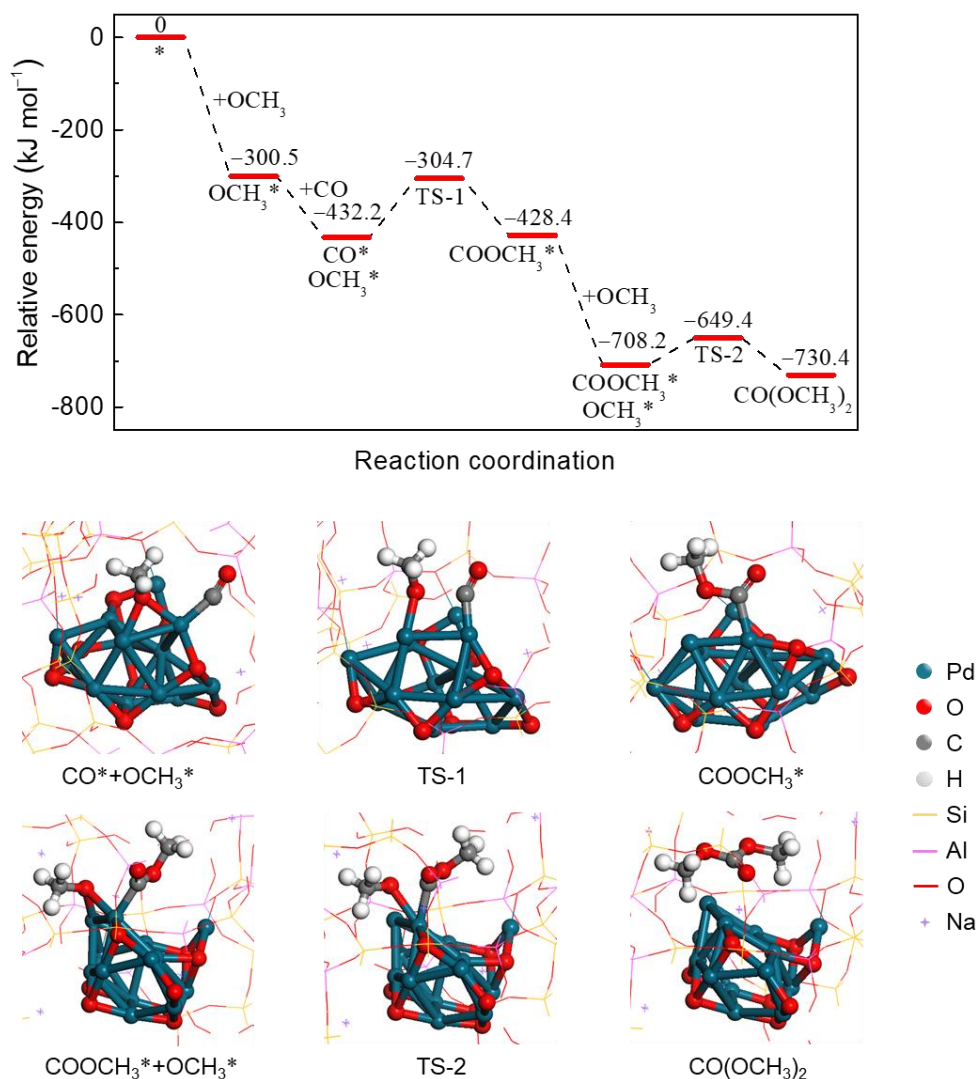 0
0
*
+OCH₃
-200
−300.5
OCH₃*
+CO
−304.7
TS-1
-400
−432.2
CO*
OCH₃*
−428.4
COOCH₃*
+OCH₃
-600
−649.4
TS-2
−708.2
COOCH₃*
OCH₃*
−730.4
CO(OCH₃)₂
-800
Relative energy (kJ mol⁻¹)
Reaction coordination
CO*+OCH₃*
TS-1
COOCH₃*
COOCH₃*+OCH₃*
TS-2
CO(OCH₃)₂
Pd
O
C
H
Si
Al
O
Na